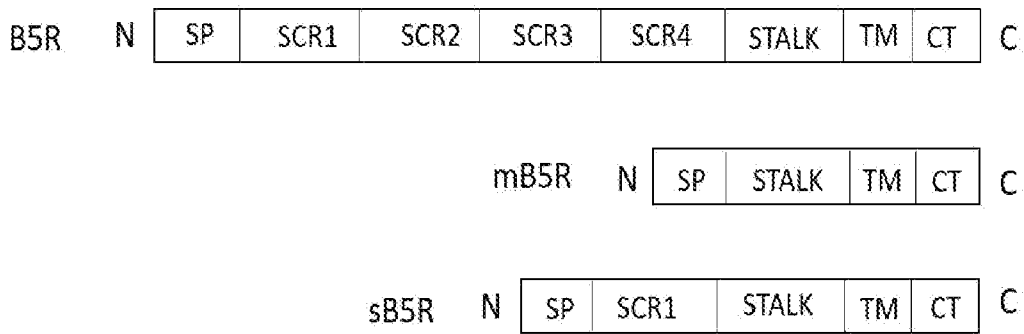 B5R N SP SCR1 SCR2 SCR3 SCR4 STALK TM CT C
mB5R N SP STALK TM CT C
sB5R N SP SCR1 STALK TM CT C